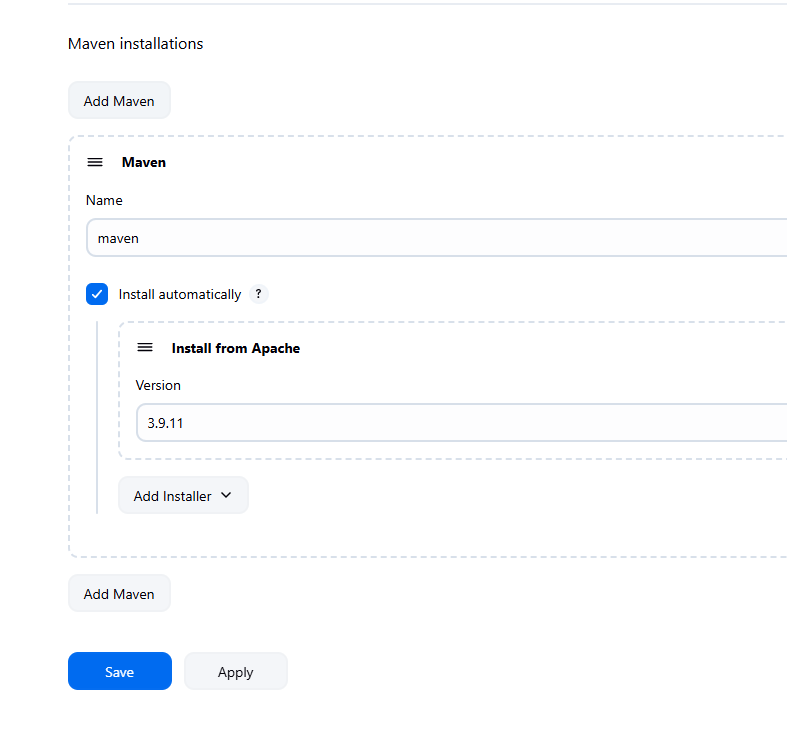 Maven installations
Add Maven
Maven
Name
maven
Install automatically ?
Install from Apache
Version
3.9.11
Add Installer
Add Maven
Save Apply